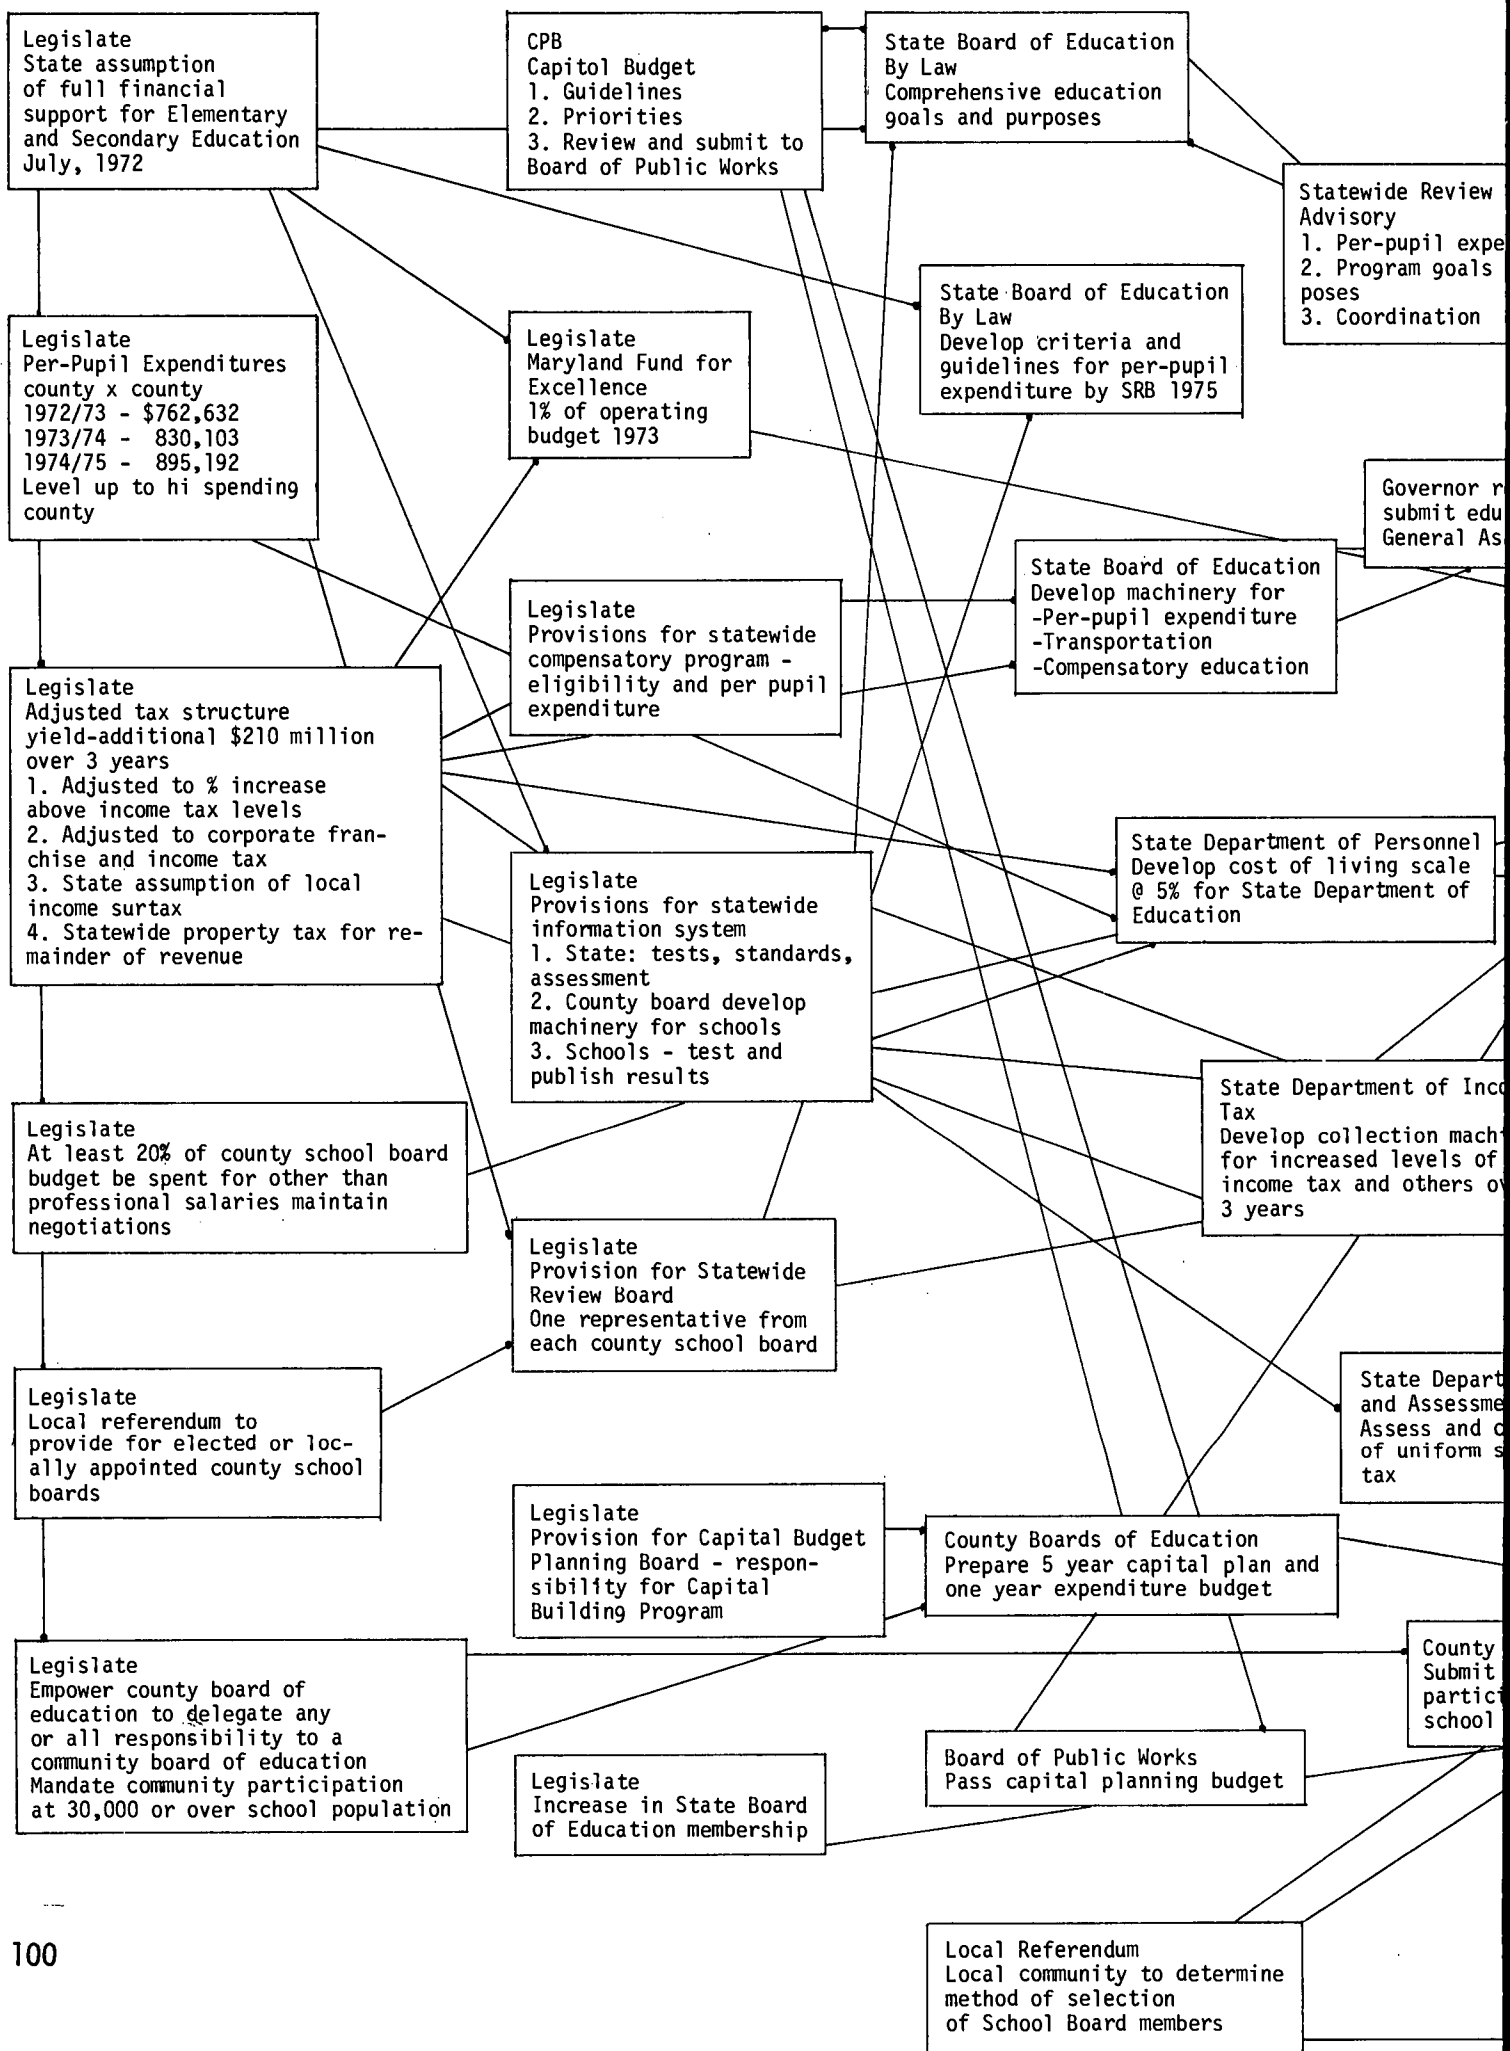 Legislate
State assumption
of full financial
support for Elementary
and Secondary Education
July, 1972
CPB
Capitol Budget
1. Guidelines
2. Priorities
3. Review and submit to
Board of Public Works
State Board of Education
By Law
Comprehensive education
goals and purposes
Statewide Review
Advisory
1. Per-pupil expe
2. Program goals
poses
3. Coordination
Legislate
Per-Pupil Expenditures
county x county
1972/73 - $762,632
1973/74 - 830,103
1974/75 - 895,192
Level up to hi spending
county
Legislate
Maryland Fund for
Excellence
1% of operating
budget 1973
State Board of Education
By Law
Develop criteria and
guidelines for per-pupil
expenditure by SRB 1975
Governor r
submit edu
General As
Legislate
Provisions for statewide
compensatory program -
eligibility and per pupil
expenditure
State Board of Education
Develop machinery for
-Per-pupil expenditure
-Transportation
-Compensatory education
Legislate
Adjusted tax structure
yield-additional $210 million
over 3 years
1. Adjusted to % increase
above income tax levels
2. Adjusted to corporate fran-
chise and income tax
3. State assumption of local
income surtax
4. Statewide property tax for re-
mainder of revenue
Legislate
Provisions for statewide
information system
1. State: tests, standards,
assessment
2. County board develop
machinery for schools
3. Schools - test and
publish results
State Department of Personnel
Develop cost of living scale
@ 5% for State Department of
Education
State Department of Inco
Tax
Develop collection mach
for increased levels of
income tax and others ov
3 years
Legislate
At least 20% of county school board
budget be spent for other than
professional salaries maintain
negotiations
Legislate
Provision for Statewide
Review Board
One representative from
each county school board
State Depart
and Assessme
Assess and c
of uniform s
tax
Legislate
Local referendum to
provide for elected or loc-
ally appointed county school
boards
Legislate
Provision for Capital Budget
Planning Board - respon-
sibility for Capital
Building Program
County Boards of Education
Prepare 5 year capital plan and
one year expenditure budget
Legislate
Empower county board of
education to delegate any
or all responsibility to a
community board of education
Mandate community participation
at 30,000 or over school population
County
Submit
partici
school
Legislate
Increase in State Board
of Education membership
Board of Public Works
Pass capital planning budget
Local Referendum
Local community to determine
method of selection
of School Board members
100